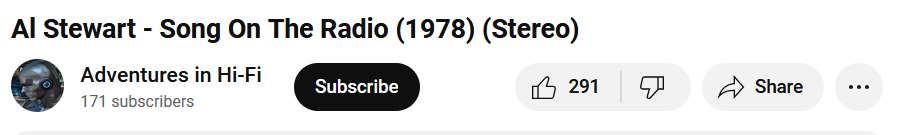 Al Stewart - Song On The Radio (1978) (Stereo)
Adventures in Hi-Fi
171 subscribers
Subscribe
291
Share